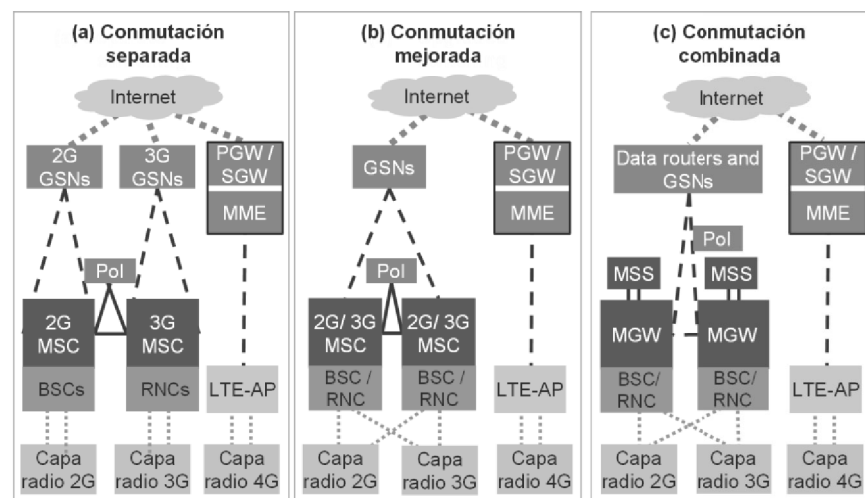 (a) Conmutación
separada
Internet
2G
GSNs
3G
GSNs
PGW /
SGW
MME
PoI
2G
MSC
3G
MSC
BSCs
RNCs
LTE-AP
Capa
radio 2G
Capa
radio 3G
Capa
radio 4G
(b) Conmutación
mejorada
Internet
GSNs
PGW /
SGW
MME
PoI
2G/ 3G
MSC
2G/ 3G
MSC
BSC /
RNC
BSC /
RNC
LTE-AP
Capa
radio 2G
Capa
radio 3G
Capa
radio 4G
(c) Conmutación
combinada
Internet
Data routers and
GSNs
PGW /
SGW
MME
PoI
MSS
MSS
MGW
MGW
BSC/
RNC
BSC/
RNC
LTE-AP
Capa
radio 2G
Capa
radio 3G
Capa
radio 4G